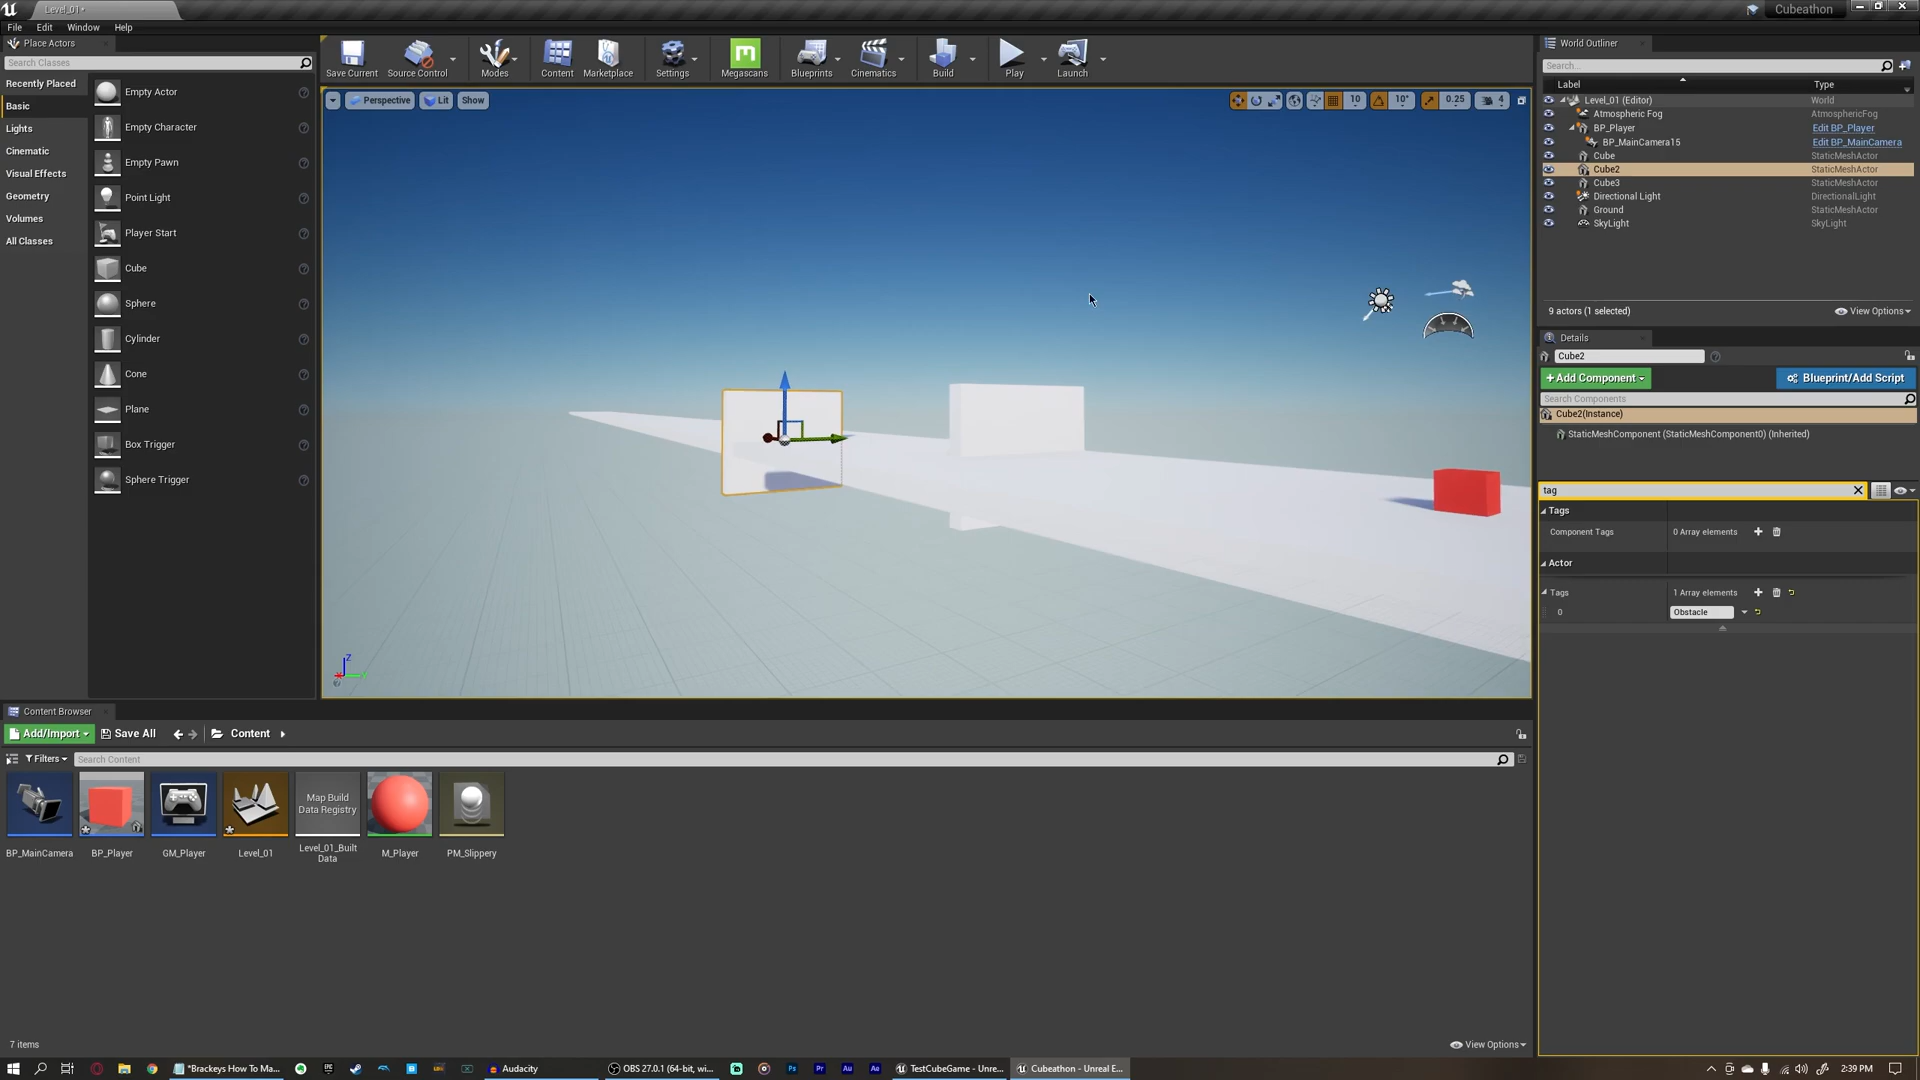 Level_01*
Cubeathon
File Edit Window Help
Place Actors
Search Classes
Recently Placed
Basic
Lights
Cinematic
Visual Effects
Geometry
Volumes
All Classes
Empty Actor
Empty Character
Empty Pawn
Point Light
Player Start
Cube
Sphere
Cylinder
Cone
Plane
Box Trigger
Sphere Trigger
Save Current
Source Control
Modes
Content
Marketplace
Settings
Megascans
Blueprints
Cinematics
Build
Play
Launch
Perspective
Lit
Show
10
10°
0.25
4
World Outliner
Search...
Label Type
Level_01 (Editor) World
Atmospheric Fog AtmosphericFog
BP_Player Edit BP_Player
BP_MainCamera15 Edit BP_MainCamera
Cube StaticMeshActor
Cube2 StaticMeshActor
Cube3 StaticMeshActor
Directional Light DirectionalLight
Ground StaticMeshActor
SkyLight SkyLight
9 actors (1 selected) View Options
Details
Cube2
+Add Component
Blueprint/Add Script
Search Components
Cube2(Instance)
StaticMeshComponent (StaticMeshComponent0) (Inherited)
tag
Tags
Component Tags 0 Array elements
Actor
Tags 1 Array elements
0 Obstacle
Z
Content Browser
Add/Import
Save All
Content
Filters
Search Content
BP_MainCamera
BP_Player
GM_Player
Level_01
Map Build
Data Registry
Level_01_Built
Data
M_Player
PM_Slippery
7 items
View Options
*Brackeys How To Ma...
Audacity
OBS 27.0.1 (64-bit, wi...
Ps
Pr
Au
Ae
TestCubeGame - Unre...
Cubeathon - Unreal E...
2:39 PM